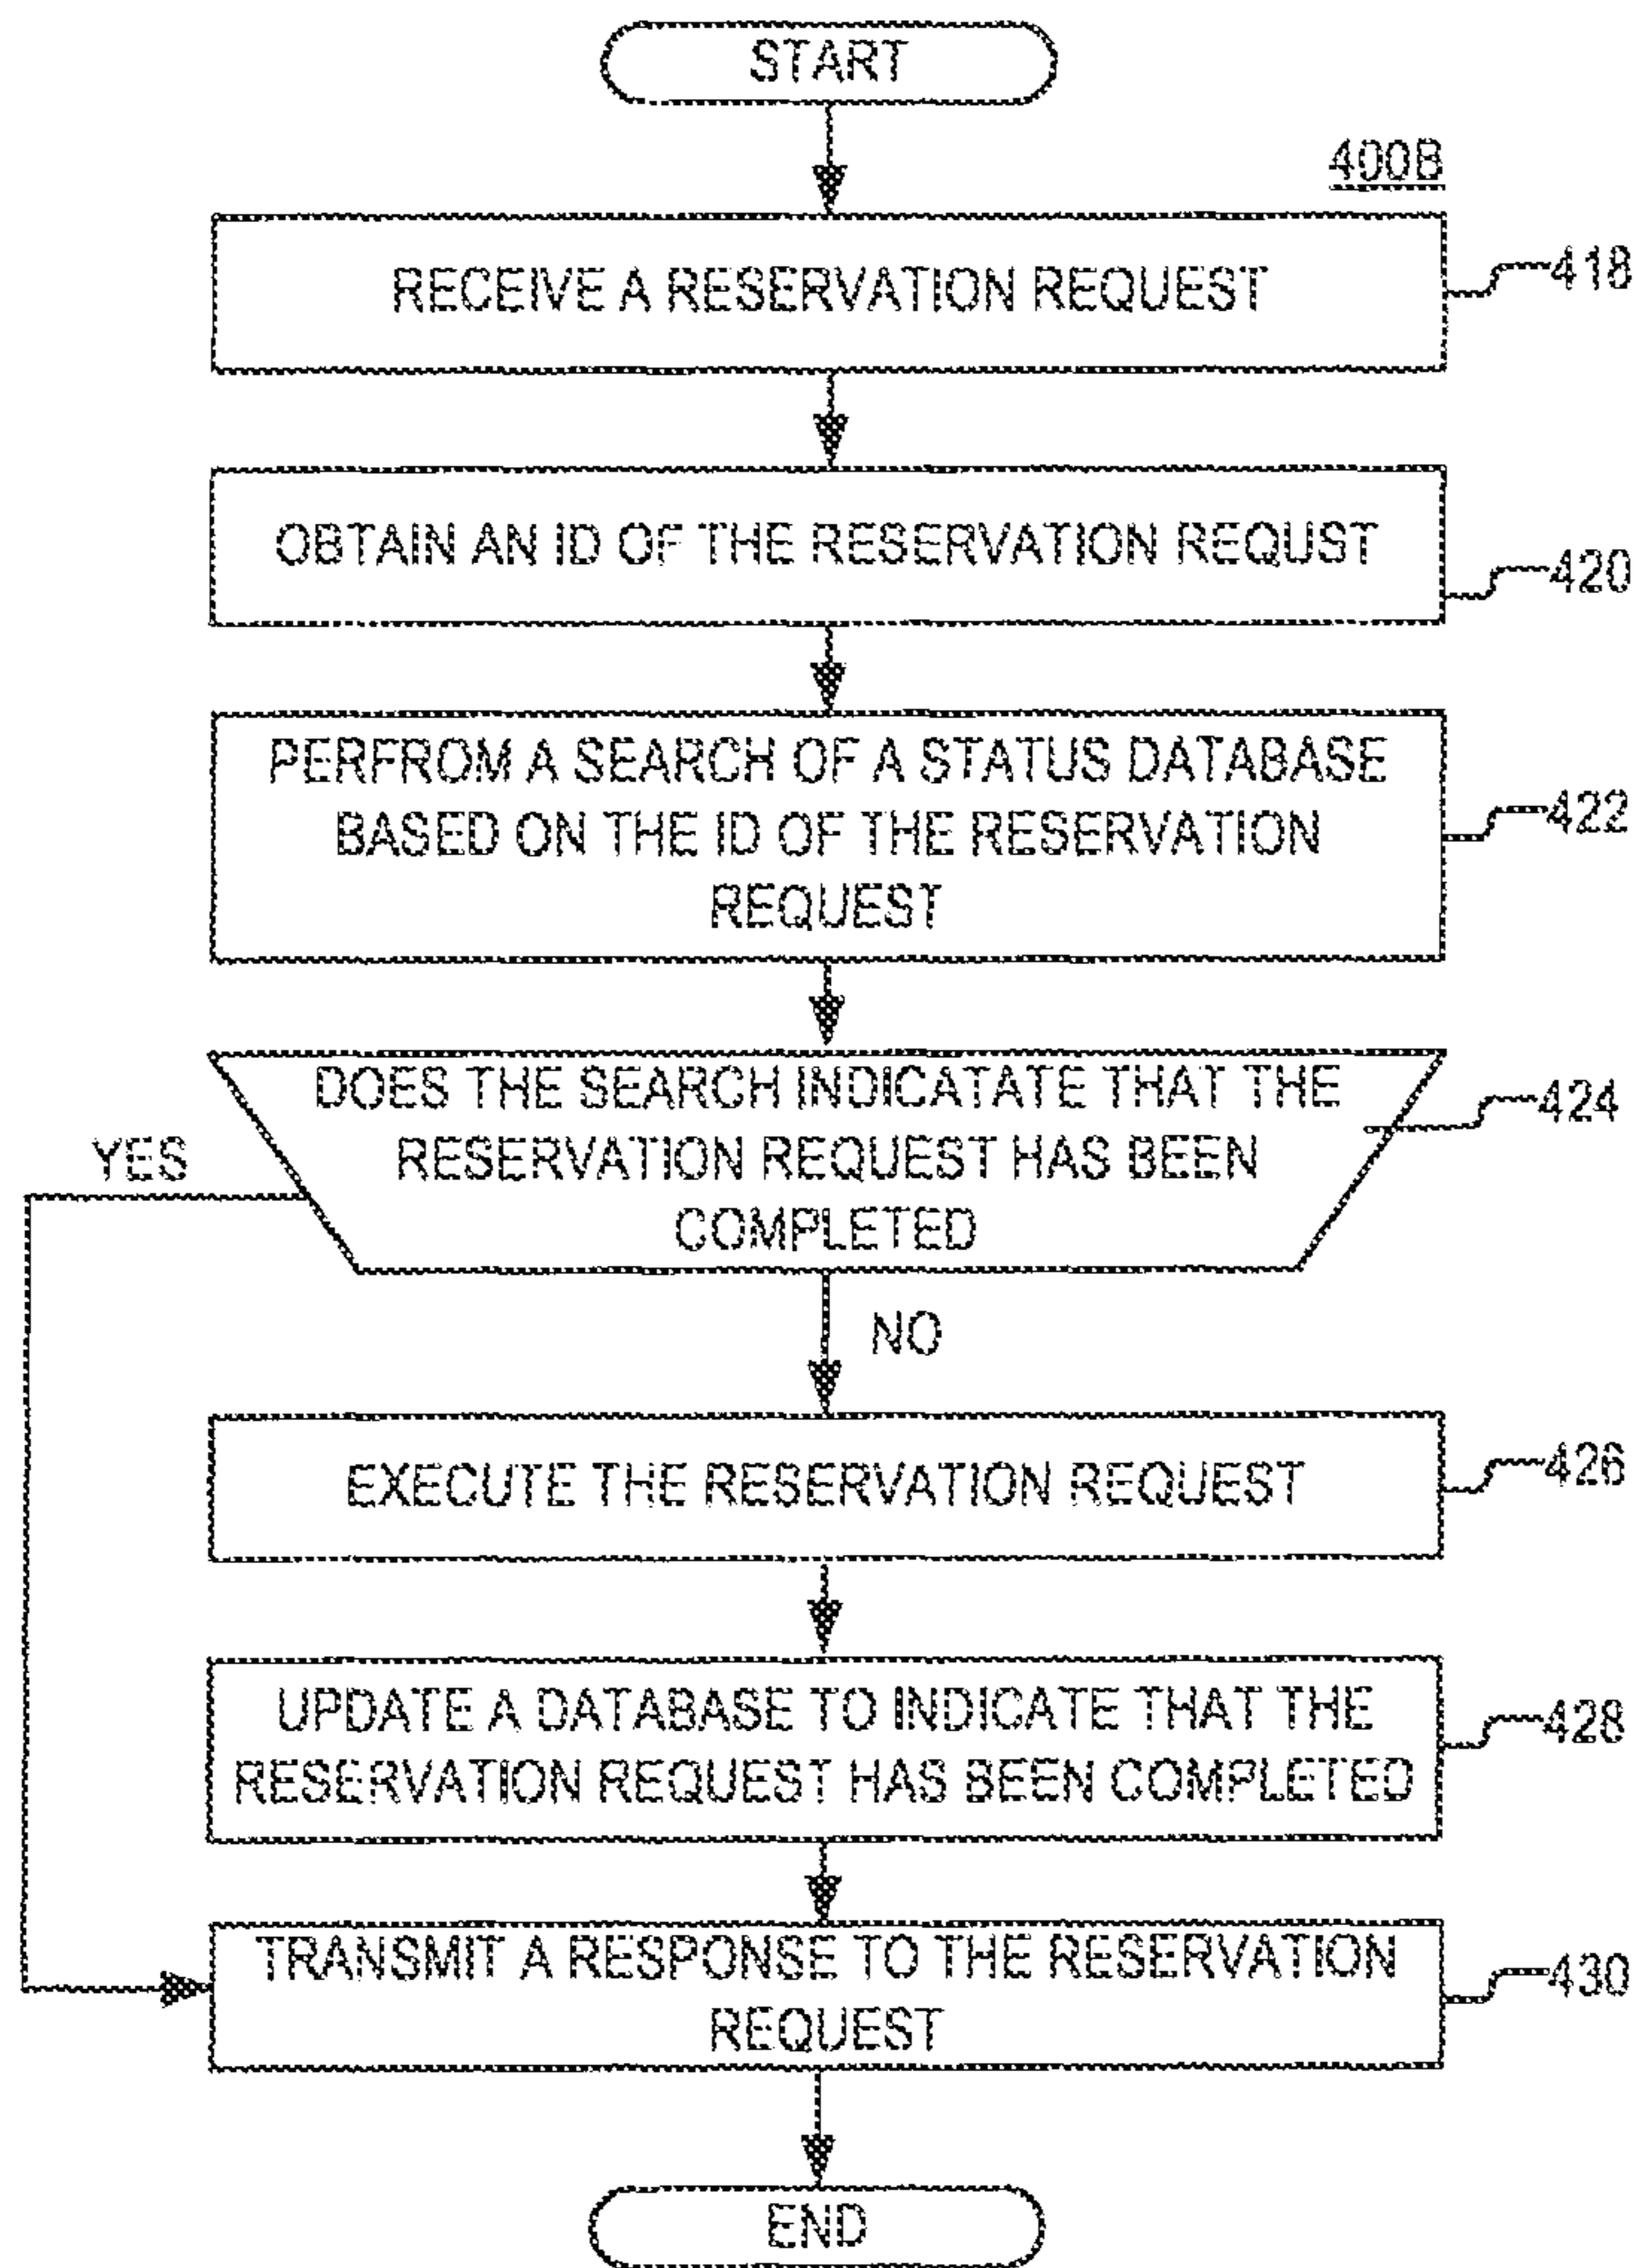 START
400B
RECEIVE A RESERVATION REQUEST
418
OBTAIN AN ID OF THE RESERVATION REQUST
420
PERFROM A SEARCH OF A STATUS DATABASE
BASED ON THE ID OF THE RESERVATION
REQUEST
422
DOES THE SEARCH INDICATATE THAT THE
RESERVATION REQUEST HAS BEEN
COMPLETED
424
YES
NO
EXECUTE THE RESERVATION REQUEST
426
UPDATE A DATABASE TO INDICATE THAT THE
RESERVATION REQUEST HAS BEEN COMPLETED
428
TRANSMIT A RESPONSE TO THE RESERVATION
REQUEST
430
END